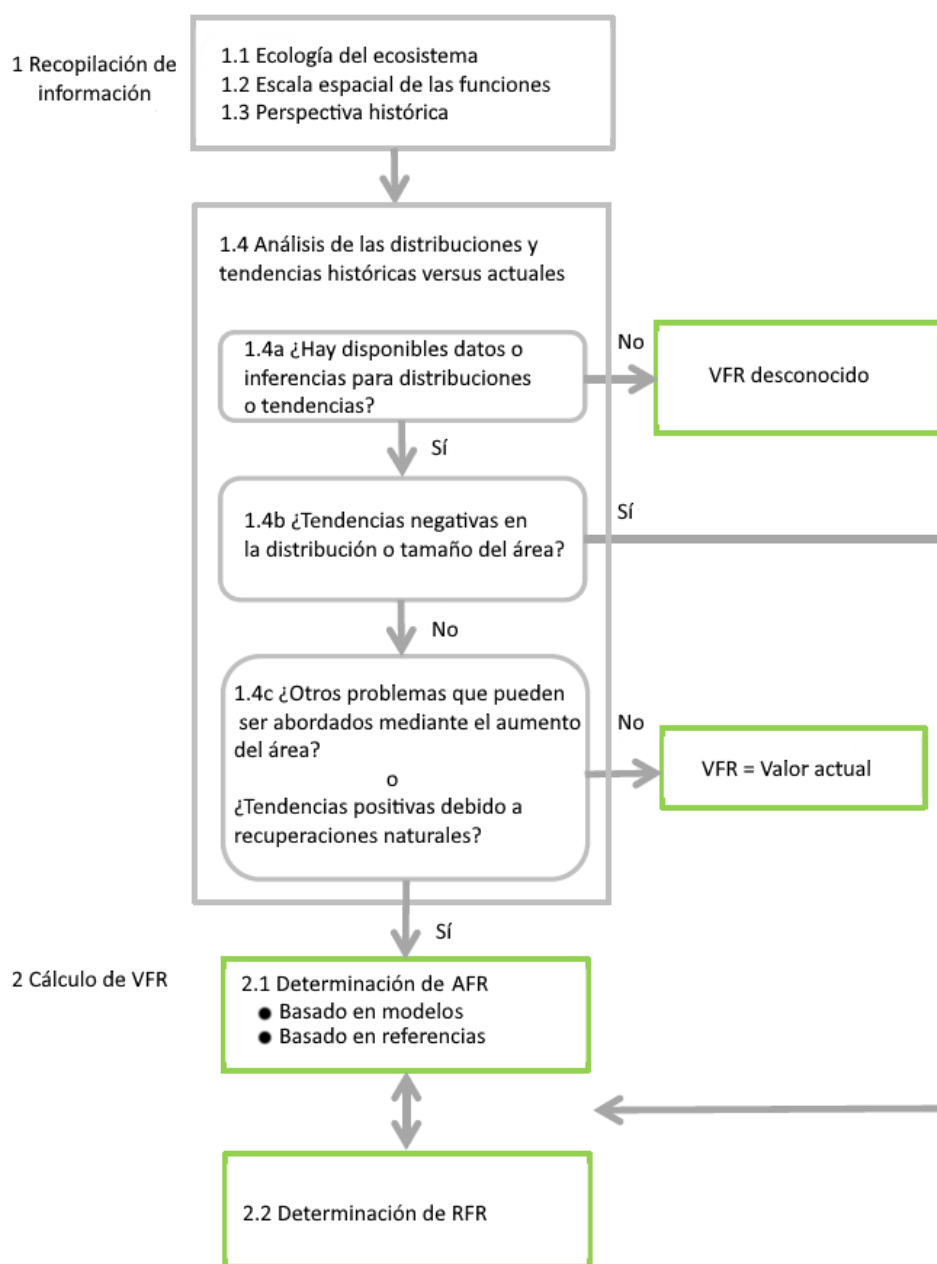 1 Recopilación de
información
1.1 Ecología del ecosistema
1.2 Escala espacial de las funciones
1.3 Perspectiva histórica
1.4 Análisis de las distribuciones y
tendencias históricas versus actuales
1.4a ¿Hay disponibles datos o
inferencias para distribuciones
o tendencias?
No
VFR desconocido
Sí
1.4b ¿Tendencias negativas en
la distribución o tamaño del área?
Sí
No
1.4c ¿Otros problemas que pueden
ser abordados mediante el aumento
del área?
o
¿Tendencias positivas debido a
recuperaciones naturales?
No
VFR = Valor actual
Sí
2 Cálculo de VFR
2.1 Determinación de AFR
● Basado en modelos
● Basado en referencias
2.2 Determinación de RFR